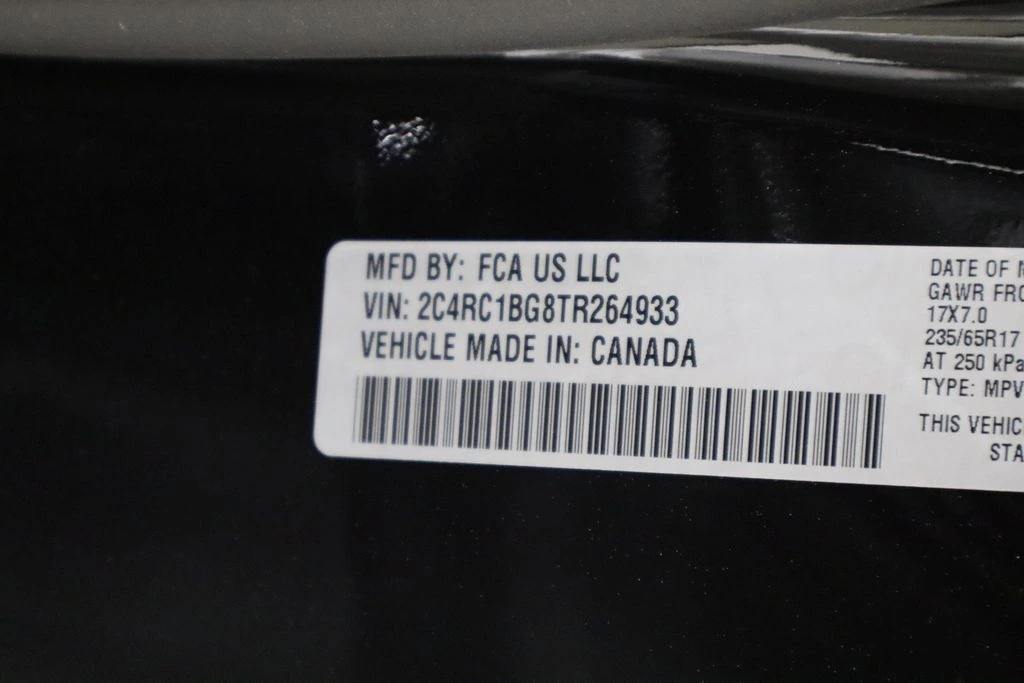 MFD BY: FCA US LLC
VIN: 2C4RC1BG8TR264933
VEHICLE MADE IN: CANADA
DATE OF
GAWR FRO
17X7.0
235/65R17
AT 250 kPa
TYPE: MPV
THIS VEHIC
STA